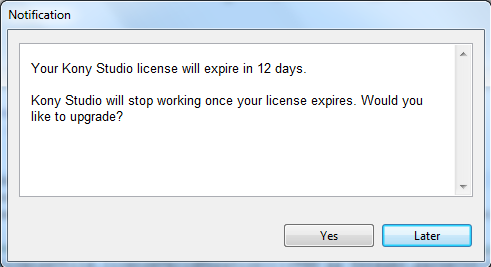 Notification
Your Kony Studio license will expire in 12 days.
Kony Studio will stop working once your license expires. Would you
like to upgrade?
Yes
Later